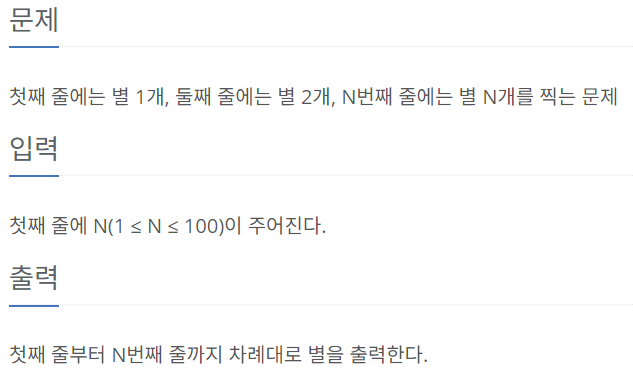 문제
첫째 줄에는 별 1개, 둘째 줄에는 별 2개, N번째 줄에는 별 N개를 찍는 문제
입력
첫째 줄에 N(1 ≤ N ≤ 100)이 주어진다.
출력
첫째 줄부터 N번째 줄까지 차례대로 별을 출력한다.